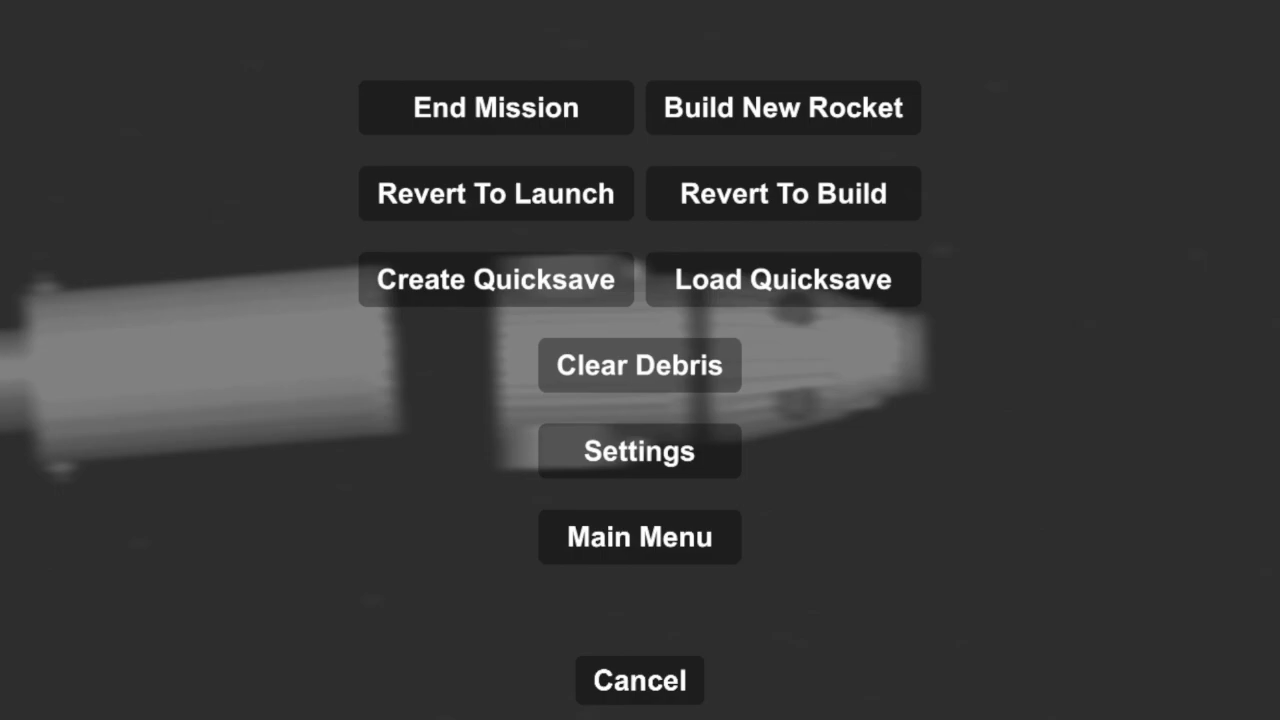 End Mission
Build New Rocket
Revert To Launch
Revert To Build
Create Quicksave
Load Quicksave
Clear Debris
Settings
Main Menu
Cancel